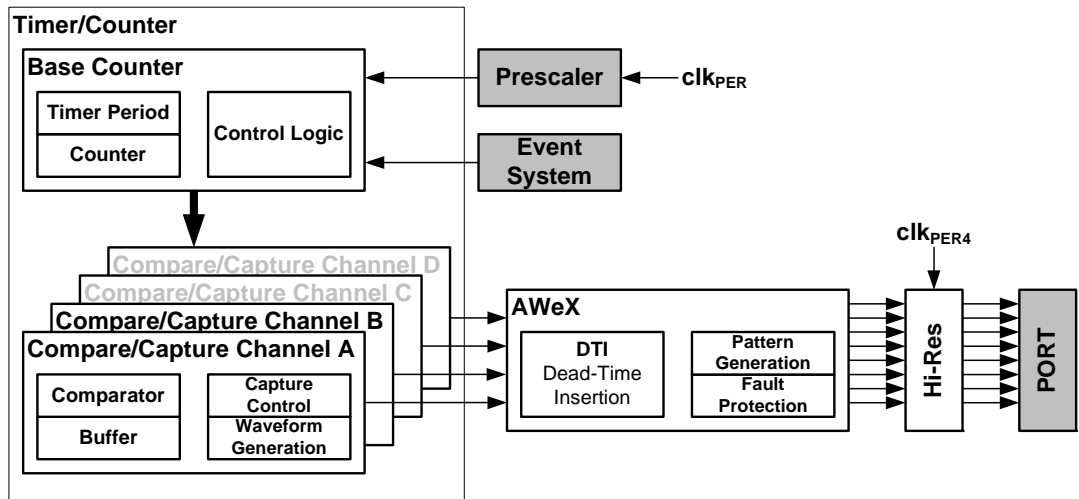 Timer/Counter
Base Counter
Timer Period
Counter
Control Logic
Prescaler
clkPER
Event
System
Compare/Capture Channel D
Compare/Capture Channel C
Compare/Capture Channel B
Compare/Capture Channel A
Comparator
Buffer
Capture
Control
Waveform
Generation
AWeX
DTI
Dead-Time
Insertion
Pattern
Generation
Fault
Protection
clkPER4
Hi-Res
PORT